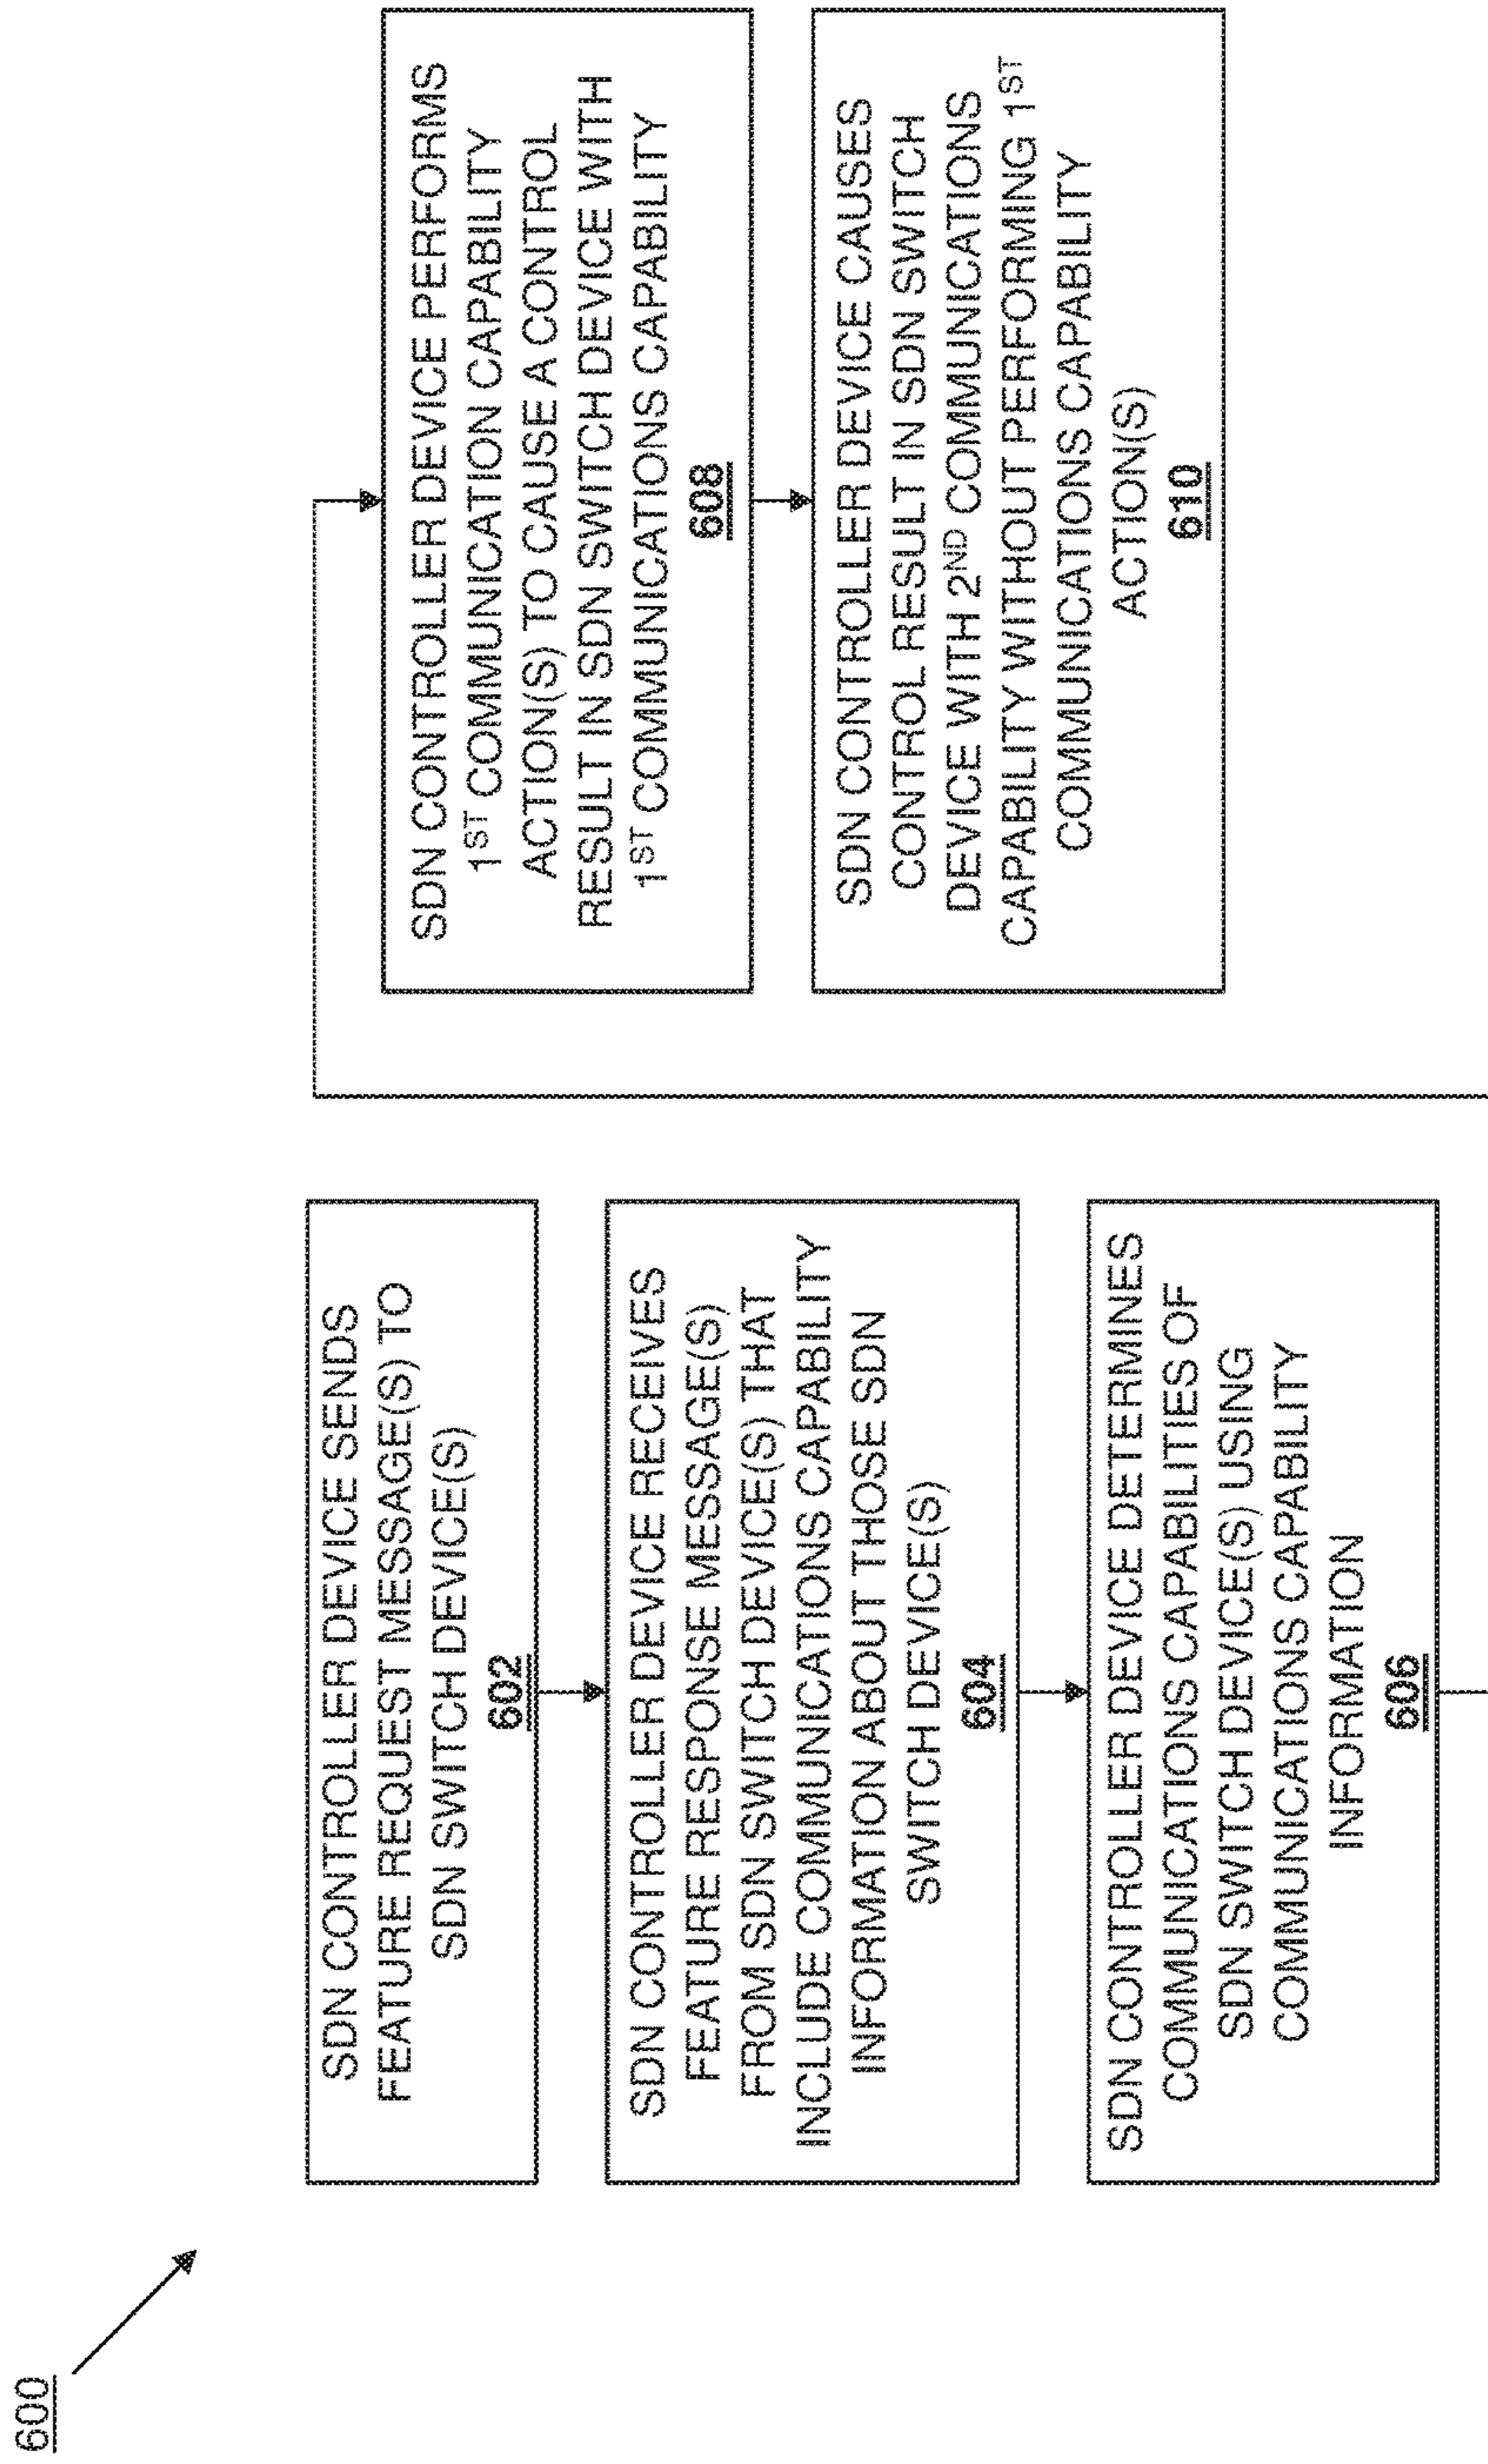 600
SDN CONTROLLER DEVICE SENDS
FEATURE REQUEST MESSAGE(S) TO
SDN SWITCH DEVICE(S)
602
SDN CONTROLLER DEVICE RECEIVES
FEATURE RESPONSE MESSAGE(S)
FROM SDN SWITCH DEVICE(S) THAT
INCLUDE COMMUNICATIONS CAPABILITY
INFORMATION ABOUT THOSE SDN
SWITCH DEVICE(S)
604
SDN CONTROLLER DEVICE DETERMINES
COMMUNICATIONS CAPABILITIES OF
SDN SWITCH DEVICE(S) USING
COMMUNICATIONS CAPABILITY
INFORMATION
606
SDN CONTROLLER DEVICE PERFORMS
1ST COMMUNICATION CAPABILITY
ACTION(S) TO CAUSE A CONTROL
RESULT IN SDN SWITCH DEVICE WITH
1ST COMMUNICATIONS CAPABILITY
608
SDN CONTROLLER DEVICE CAUSES
CONTROL RESULT IN SDN SWITCH
DEVICE WITH 2ND COMMUNICATIONS
CAPABILITY WITHOUT PERFORMING 1ST
COMMUNICATIONS CAPABILITY
ACTION(S)
610